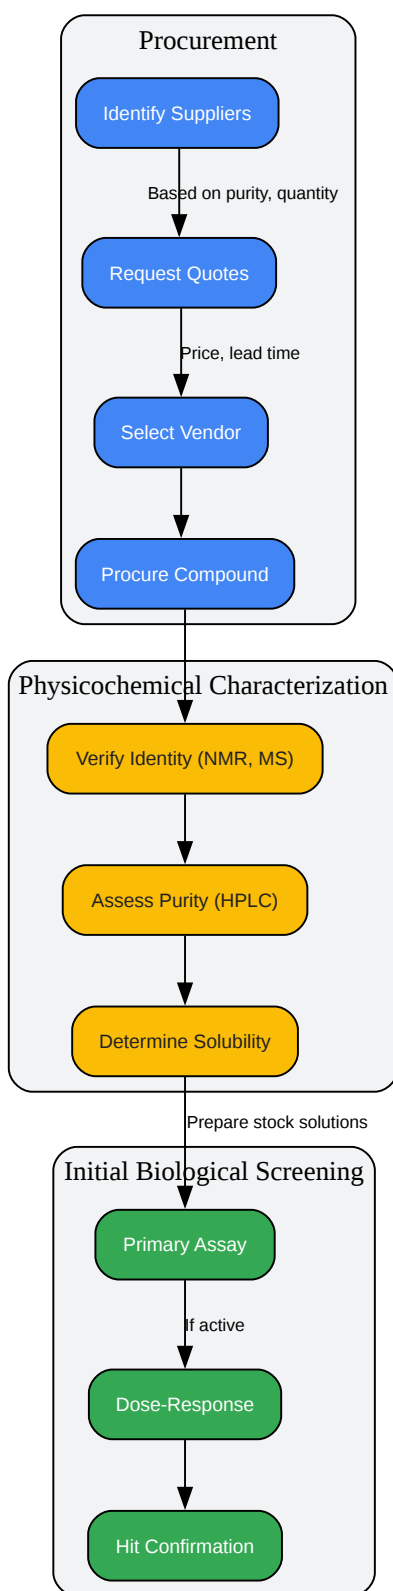 Procurement
Identify Suppliers
Based on purity, quantity
Request Quotes
Price, lead time
Select Vendor
Procure Compound
Physicochemical Characterization
Verify Identity (NMR, MS)
Assess Purity (HPLC)
Determine Solubility
Prepare stock solutions
Initial Biological Screening
Primary Assay
If active
Dose-Response
Hit Confirmation